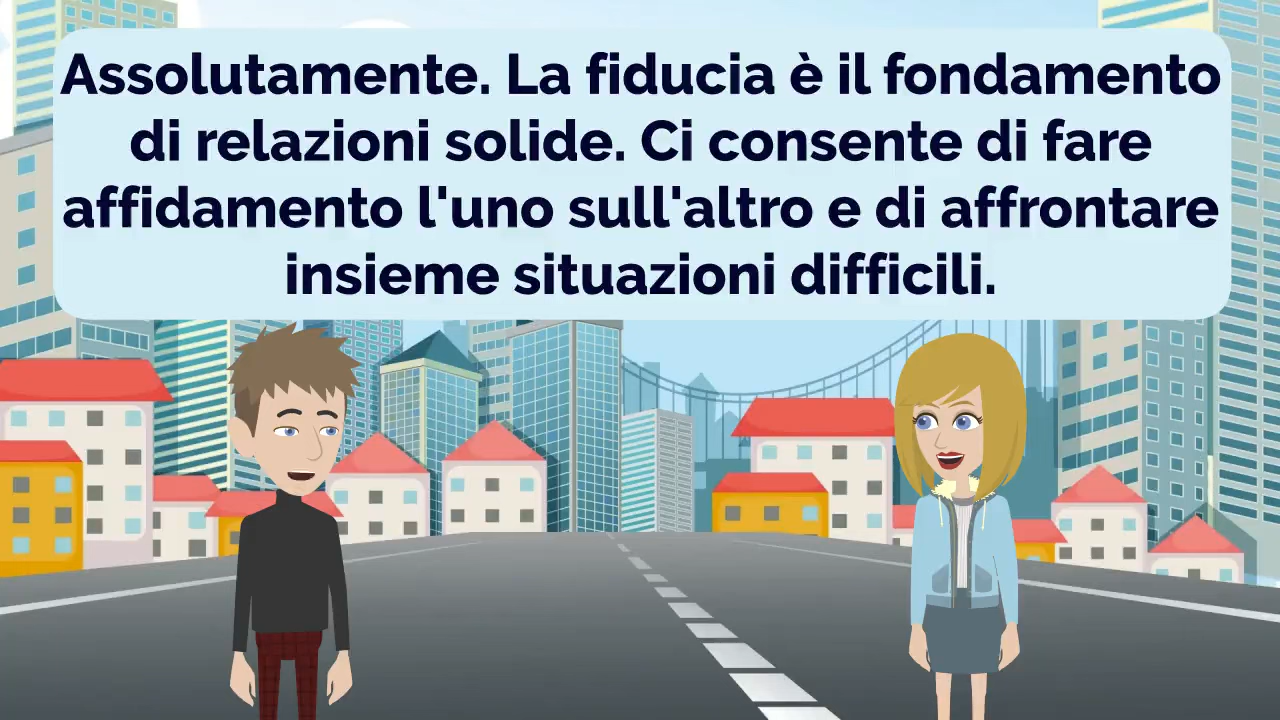 Assolutamente. La fiducia è il fondamento
di relazioni solide. Ci consente di fare
affidamento l'uno sull'altro e di affrontare
insieme situazioni difficili.